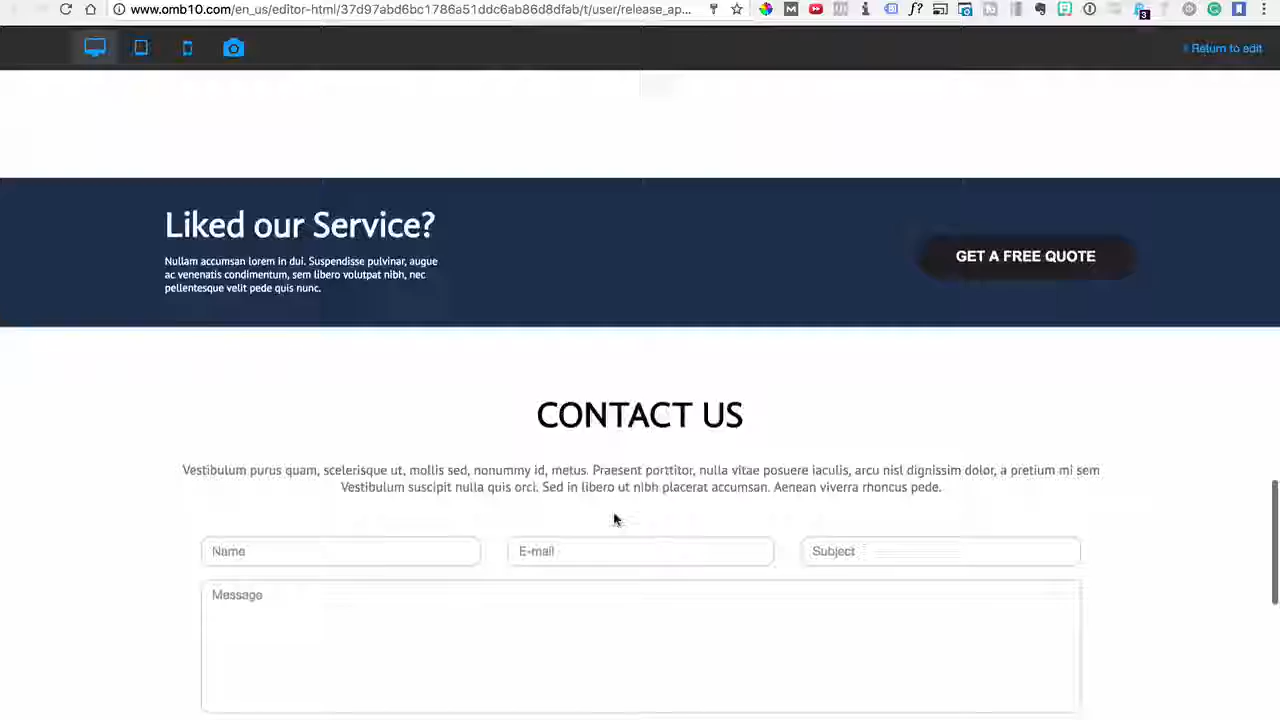 www.omb10.com/en_us/editor-html/37d97abd6bc1786a51ddc6ab86d8dfab/t/user/release_ap...
3
Return to edit
Liked our Service?
Nullam accumsan lorem in dui. Suspendisse pulvinar, augue
ac venenatis condimentum, sem libero volutpat nibh, nec
pellentesque velit pede quis nunc.
GET A FREE QUOTE
CONTACT US
Vestibulum purus quam, scelerisque ut, mollis sed, nonummy id, metus. Praesent porttitor, nulla vitae posuere iaculis, arcu nisl dignissim dolor, a pretium mi sem
Vestibulum suscipit nulla quis orci. Sed in libero ut nibh placerat accumsan. Aenean viverra rhoncus pede.
Name
E-mail
Subject
Message